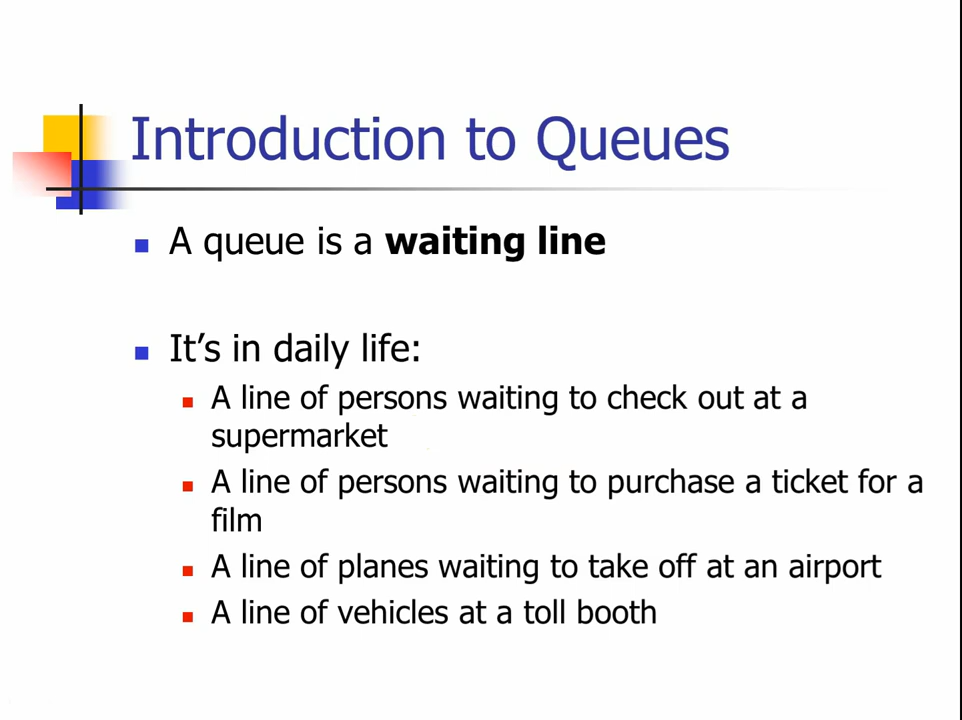 Introduction to Queues
A queue is a waiting line
It’s in daily life:
A line of persons waiting to check out at a
supermarket
A line of persons waiting to purchase a ticket for a
film
A line of planes waiting to take off at an airport
A line of vehicles at a toll booth